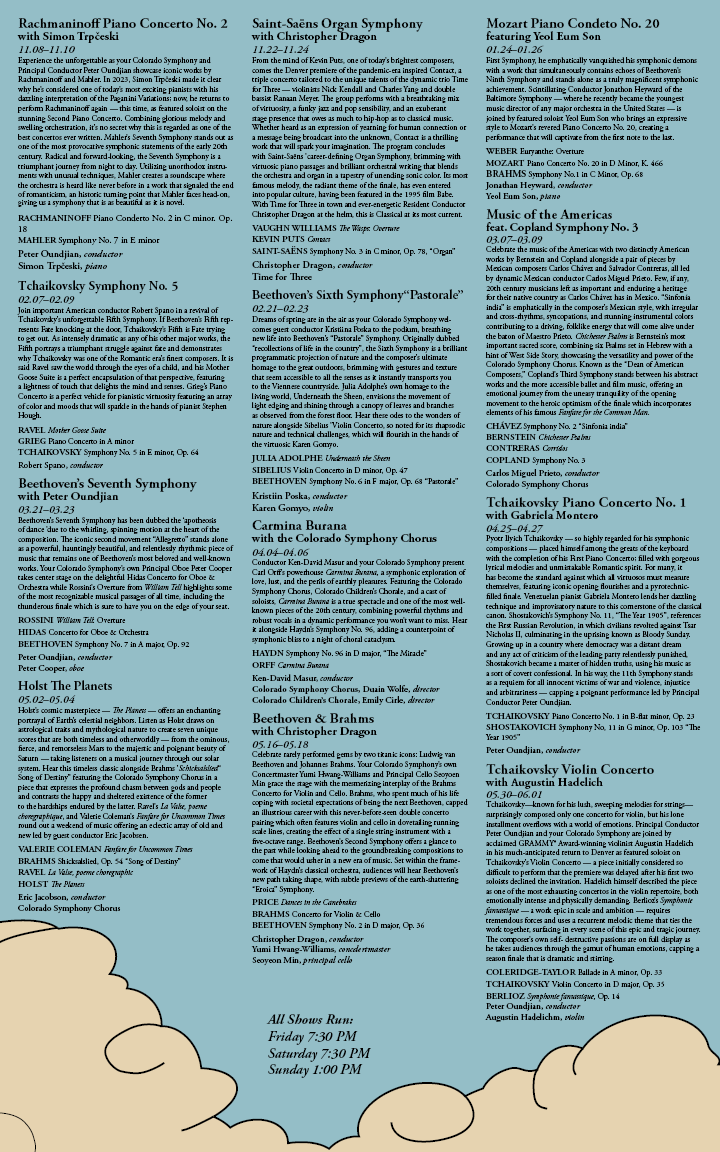 Rachmaninoff Piano Concerto No. 2
with Simon Trpčeski
11.08–11.10
Experience the unforgettable as your Colorado Symphony and
Principal Conductor Peter Oundjian showcase iconic works by
Rachmaninoff and Mahler. In 2023, Simon Trpčeski made it clear
why he's considered one of today's most exciting pianists with his
dazzling interpretation of the Paganini Variations; now, he returns to
perform Rachmaninoff again — this time, as featured soloist on the
stunning Second Piano Concerto. Combining glorious melody and
swelling orchestration, it's no secret why this is regarded as one of the
best concertos ever written. Mahler's Seventh Symphony stands out as
one of the most provocative symphonic statements of the early 20th
century. Radical and forward-looking, the Seventh Symphony is a
triumphant journey from night to day. Utilizing unorthodox instru-
ments with unusual techniques, Mahler creates a soundscape where
the orchestra is heard like never before in a work that signaled the end
of romanticism, an historic turning point that Mahler faces head-on,
giving us a symphony that is as beautiful as it is novel.
RACHMANINOFF Piano Conderto No. 2 in C minor. Op.
18
MAHLER Symphony No. 7 in E minor
Peter Oundjian, conductor
Simon Trpčeski, piano
Tchaikovsky Symphony No. 5
02.07–02.09
Join important American conductor Robert Spano in a revival of
Tchaikovsky's unforgettable Fifth Symphony. If Beethoven's Fifth rep-
resents Fate knocking at the door, Tchaikovsky's Fifth is Fate trying
to get out. As intensely dramatic as any of his other major works, the
Fifth portrays a triumphant struggle against fate and demonstrates
why Tchaikovsky was one of the Romantic era's finest composers. It is
said Ravel saw the world through the eyes of a child, and his Mother
Goose Suite is a perfect encapsulation of that perspective, featuring
a lightness of touch that delights the mind and senses. Grieg's Piano
Concerto is a perfect vehicle for pianistic virtuosity featuring an array
of color and moods that will sparkle in the hands of pianist Stephen
Hough.
RAVEL Mother Goose Suite
GRIEG Piano Concerto in A minor
TCHAIKOVSKY Symphony No. 5 in E minor, Op. 64
Robert Spano, conductor
Beethoven's Seventh Symphony
with Peter Oundjian
03.21–03.23
Beethoven's Seventh Symphony has been dubbed the 'apotheosis
of dance 'due to the whirling, spinning motion at the heart of the
composition. The iconic second movement "Allegretto" stands alone
as a powerful, hauntingly beautiful, and relentlessly rhythmic piece of
music that remains one of Beethoven's most beloved and well-known
works. Your Colorado Symphony's own Principal Oboe Peter Cooper
takes center stage on the delightful Hidas Concerto for Oboe &
Orchestra while Rossini's Overture from William Tell highlights some
of the most recognizable musical passages of all time, including the
thunderous finale which is sure to have you on the edge of your seat.
ROSSINI William Tell: Overture
HIDAS Concerto for Oboe & Orchestra
BEETHOVEN Symphony No. 7 in A major, Op. 92
Peter Oundjian, conductor
Peter Cooper, oboe
Holst The Planets
05.02–05.04
Holst's cosmic masterpiece — The Planets — offers an enchanting
portrayal of Earth's celestial neighbors. Listen as Holst draws on
astrological traits and mythological nature to create seven unique
scores that are both timeless and otherworldly — from the ominous,
fierce, and remorseless Mars to the majestic and poignant beauty of
Saturn — taking listeners on a musical journey through our solar
system. Hear this timeless classic alongside Brahms' "Schicksalslied"
Song of Destiny" featuring the Colorado Symphony Chorus in a
piece that expresses the profound chasm between gods and people
and contrasts the happy and sheltered existence of the former
to the hardships endured by the latter. Ravel's La Valse, poème
choregraphique, and Valerie Coleman's Fanfare for Uncommon Times
round out a weekend of music offering an eclectic array of old and
new led by guest conductor Eric Jacobsen.
VALERIE COLEMAN Fanfare for Uncommon Times
BRAHMS Shicksalslied, Op. 54 "Song of Destiny"
RAVEL La Valse, poeme choregraphic
HOLST The Planets
Eric Jacobson, conductor
Colorado Symphony Chorus
Saint-Saëns Organ Symphony
with Christopher Dragon
11.22–11.24
From the mind of Kevin Puts, one of today's brightest composers,
comes the Denver premiere of the pandemic-era inspired Contact, a
triple concerto tailored to the unique talents of the dynamic trio Time
for Three — violinists Nick Kendall and Charles Yang and double
bassist Ranaan Meyer. The group performs with a breathtaking mix
of virtuosity, a funky jazz and pop sensibility, and an exuberant
stage presence that owes as much to hip-hop as to classical music.
Whether heard as an expression of yearning for human connection or
a message being broadcast into the unknown, Contact is a thrilling
work that will spark your imagination. The program concludes
with Saint-Saëns' career-defining Organ Symphony, brimming with
virtuosic piano passages and brilliant orchestral writing that blends
the orchestra and organ in a tapestry of unending sonic color. Its most
famous melody, the radiant theme of the finale, has even entered
into popular culture, having been featured in the 1995 film Babe.
With Time for Three in town and ever-energetic Resident Conductor
Christopher Dragon at the helm, this is Classical at its most current.
VAUGHN WILLIAMS The Wasps: Overture
KEVIN PUTS Contact
SAINT-SAËNS Symphony No. 3 in C minor, Op. 78, "Organ"
Christopher Dragon, conductor
Time for Three
Beethoven's Sixth Symphony"Pastorale"
02.21–02.23
Dreams of spring are in the air as your Colorado Symphony wel-
comes guest conductor Kristiina Poska to the podium, breathing
new life into Beethoven's "Pastorale" Symphony. Originally dubbed
"recollections of life in the country", the Sixth Symphony is a brilliant
programmatic projection of nature and the composer's ultimate
homage to the great outdoors, brimming with gestures and texture
that seem accessible to all the senses as it instantly transports you
to the Viennese countryside. Julia Adolphe's own homage to the
living world, Underneath the Sheen, envisions the movement of
light edging and shining through a canopy of leaves and branches
as observed from the forest floor. Hear these odes to the wonders of
nature alongside Sibelius 'Violin Concerto, so noted for its rhapsodic
nature and technical challenges, which will flourish in the hands of
the virtuosic Karen Gomyo.
JULIA ADOLPHE Underneath the Sheen
SIBELIUS Violin Concerto in D minor, Op. 47
BEETHOVEN Symphony No. 6 in F major, Op. 68 "Pastorale"
Kristiin Poska, conductor
Karen Gomyo, violin
Carmina Burana
with the Colorado Symphony Chorus
04.04–04.06
Conductor Ken-David Masur and your Colorado Symphony present
Carl Orff's powerhouse Carmina Burana, a symphonic exploration of
love, lust, and the perils of earthly pleasures. Featuring the Colorado
Symphony Chorus, Colorado Children's Chorale, and a cast of
soloists, Carmina Burana is a true spectacle and one of the most well-
known pieces of the 20th century, combining powerful rhythms and
robust vocals in a dynamic performance you won't want to miss. Hear
it alongside Haydn's Symphony No. 96, adding a counterpoint of
symphonic bliss to a night of choral cataclysm.
HAYDN Symphony No. 96 in D major, "The Miracle"
ORFF Carmina Burana
Ken-David Masur, conductor
Colorado Symphony Chorus, Duain Wolfe, director
Colorado Children's Chorale, Emily Cirle, director
Beethoven & Brahms
with Christopher Dragon
05.16–05.18
Celebrate rarely performed gems by two titanic icons: Ludwig van
Beethoven and Johannes Brahms. Your Colorado Symphony's own
Concertmaster Yumi Hwang-Williams and Principal Cello Seoyoen
Min grace the stage with the mesmerizing interplay of the Brahms
Concerto for Violin and Cello. Brahms, who spent much of his life
coping with societal expectations of being the next Beethoven, capped
an illustrious career with this never-before-seen double concerto
pairing which often features violin and cello in dovetailing running
scale lines, creating the effect of a single string instrument with a
five-octave range. Beethoven's Second Symphony offers a glance to
the past while looking ahead to the groundbreaking compositions to
come that would usher in a new era of music. Set within the frame-
work of Haydn's classical orchestra, audiences will hear Beethoven's
new path taking shape, with subtle previews of the earth-shattering
"Eroica" Symphony.
PRICE Dances in the Canebrakes
BRAHMS Concerto for Violin & Cello
BEETHOVEN Symphony No. 2 in D major, Op. 36
Christopher Dragon, conductor
Yumi Hwang-Williams, concedertmaster
Seoyeon Min, principal cello
All Shows Run:
Friday 7:30 PM
Saturday 7:30 PM
Sunday 1:00 PM
Mozart Piano Condeto No. 20
featuring Yeol Eum Son
01.24–01.26
First Symphony, he emphatically vanquished his symphonic demons
with a work that simultaneously contains echoes of Beethoven's
Ninth Symphony and stands alone as a truly magnificent symphonic
achievement. Scintillating Conductor Jonathon Heyward of the
Baltimore Symphony — where he recently became the youngest
music director of any major orchestra in the United States — is
joined by featured soloist Yeol Eum Son who brings an expressive
style to Mozart's revered Piano Concerto No. 20, creating a
performance that will captivate from the first note to the last.
WEBER Euryanthe: Overture
MOZART Piano Concerto No. 20 in D Minor, K. 466
BRAHMS Symphony No.1 in C Minor, Op. 68
Jonathan Heyward, conductor
Yeol Eum Son, piano
Music of the Americas
feat. Copland Symphony No. 3
03.07–03.09
Celebrate the music of the Americas with two distinctly American
works by Bernstein and Copland alongside a pair of pieces by
Mexican composers Carlos Chávez and Salvador Contreras, all led
by dynamic Mexican conductor Carlos Miguel Prieto. Few, if any,
20th century musicians left as important and enduring a heritage
for their native country as Carlos Chávez has in Mexico. "Sinfonia
india" is emphatically in the composer's Mexican style, with irregular
and cross-rhythms, syncopations, and stunning instrumental colors
contributing to a driving, folklike energy that will come alive under
the baton of Maestro Prieto. Chichester Psalms is Bernstein's most
important sacred score, combining six Psalms set in Hebrew with a
hint of West Side Story, showcasing the versatility and power of the
Colorado Symphony Chorus. Known as the "Dean of American
Composers," Copland's Third Symphony stands between his abstract
works and the more accessible ballet and film music, offering an
emotional journey from the uneasy tranquility of the opening
movement to the heroic optimism of the finale which incorporates
elements of his famous Fanfare for the Common Man.
CHÁVEZ Symphony No. 2 "Sinfonia india"
BERNSTEIN Chichester Psalms
CONTRERAS Corridos
COPLAND Symphony No. 3
Carlos Miguel Prieto, conductor
Colorado Symphony Chorus
Tchaikovsky Piano Concerto No. 1
with Gabriela Montero
04.25–04.27
Pyotr Ilyich Tchaikovsky — so highly regarded for his symphonic
compositions — placed himself among the greats of the keyboard
with the completion of his First Piano Concerto: filled with gorgeous
lyrical melodies and unmistakable Romantic spirit. For many, it
has become the standard against which all virtuosos must measure
themselves, featuring iconic opening flourishes and a pyrotechnic-
filled finale. Venezuelan pianist Gabriela Montero lends her dazzling
technique and improvisatory nature to this cornerstone of the classical
canon. Shostakovich's Symphony No. 11, "The Year 1905", references
the First Russian Revolution, in which civilians revolted against Tsar
Nicholas II, culminating in the uprising known as Bloody Sunday.
Growing up in a country where democracy was a distant dream
and any act of criticism of the leading party relentlessly punished,
Shostakovich became a master of hidden truths, using his music as
a sort of covert confessional. In his way, the 11th Symphony stands
as a requiem for all innocent victims of war and violence, injustice
and arbitrariness — capping a poignant performance led by Principal
Conductor Peter Oundjian.
TCHAIKOVSKY Piano Concerto No. 1 in B-flat minor, Op. 23
SHOSTAKOVICH Symphony No, 11 in G minor, Op. 103 "The
Year 1905"
Peter Oundjian, conductor
Tchaikovsky Violin Concerto
with Augustin Hadelich
05.30–06.01
Tchaikovsky—known for his lush, sweeping melodies for strings—
surprisingly composed only one concerto for violin, but his lone
installment overflows with a world of emotions. Principal Conductor
Peter Oundjian and your Colorado Symphony are joined by
acclaimed GRAMMY® Award-winning violinist Augustin Hadelich
in his much-anticipated return to Denver as featured soloist on
Tchaikovsky's Violin Concerto — a piece initially considered so
difficult to perform that the premiere was delayed after his first two
soloists declined the invitation. Hadelich himself described the piece
as one of the most exhausting concertos in the violin repertoire, both
emotionally intense and physically demanding. Berlioz's Symphonie
fantastique — a work epic in scale and ambition — requires
tremendous forces and uses a recurrent melodic theme that ties the
work together, surfacing in every scene of this epic and tragic journey.
The composer's own self- destructive passions are on full display as
he takes audiences through the gamut of human emotions, capping a
season finale that is dramatic and stirring.
COLERIDGE-TAYLOR Ballade in A minor, Op. 33
TCHAIKOVSKY Violin Concerto in D major, Op. 35
BERLIOZ Symphonie fantasique, Op. 14
Peter Oundjian, conductor
Augustin Hadelichm, violin